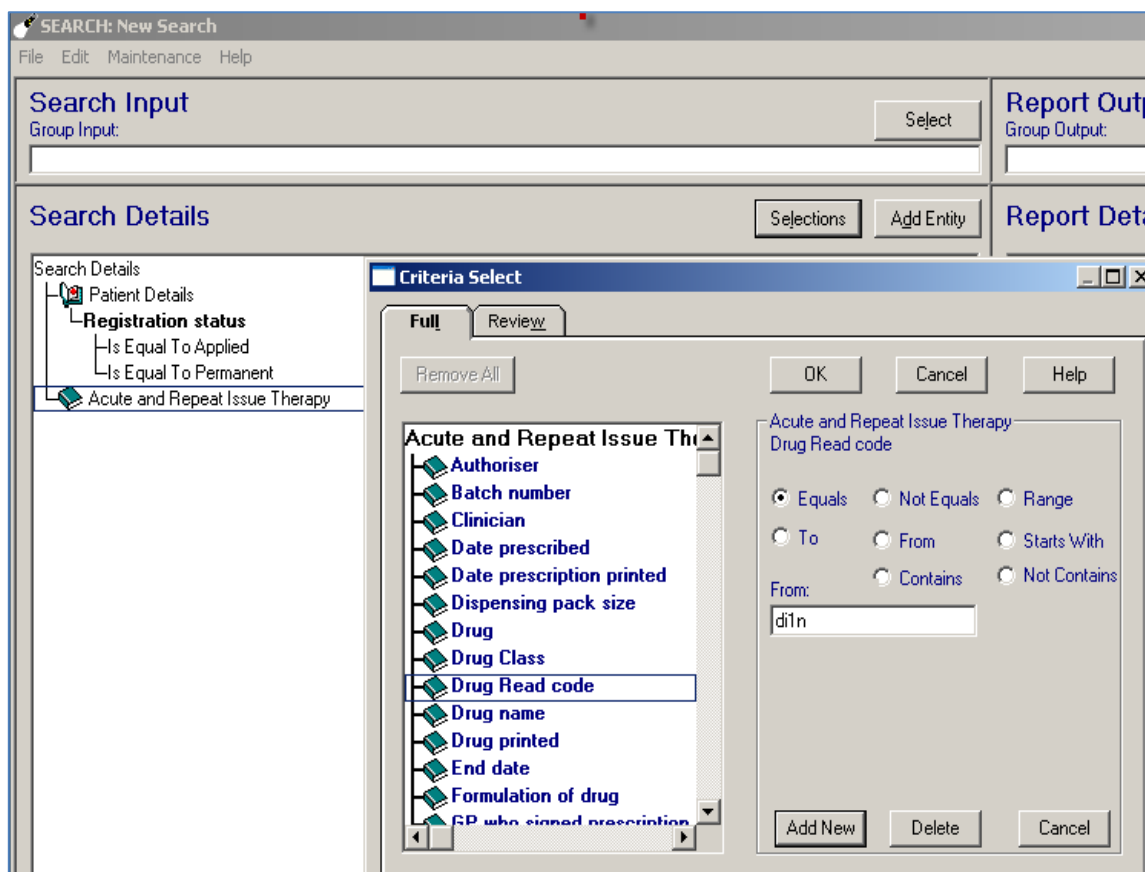 SEARCH: New Search
File Edit Maintenance Help
Search Input
Group Input:
Select
Report Outp
Group Output:
Search Details
Selections
Add Entity
Report Deta
Search Details
Patient Details
Registration status
Is Equal To Applied
Is Equal To Permanent
Acute and Repeat Issue Therapy
Criteria Select
Full
Review
Remove All
OK
Cancel
Help
Acute and Repeat Issue The
Authoriser
Batch number
Clinician
Date prescribed
Date prescription printed
Dispensing pack size
Drug
Drug Class
Drug Read code
Drug name
Drug printed
End date
Formulation of drug
GP who signed prescription
Acute and Repeat Issue Therapy
Drug Read code
Equals Not Equals Range
To From Starts With
Contains Not Contains
From:
di1n
Add New
Delete
Cancel